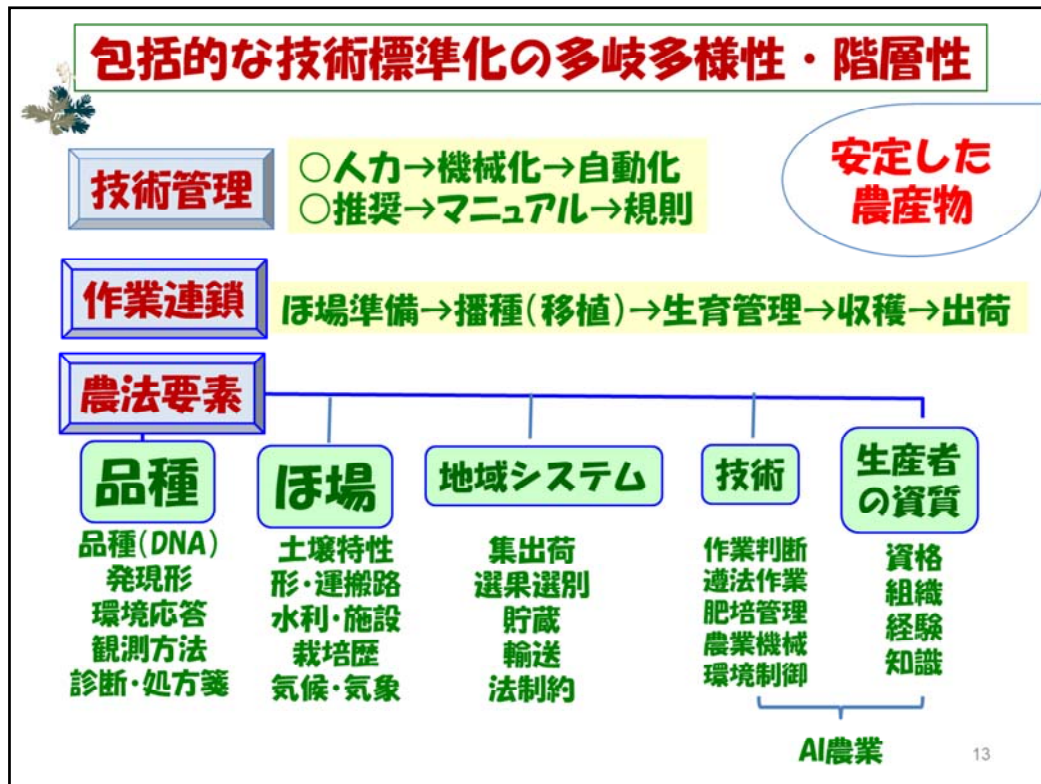 包括的な技術標準化の多岐多様性・階層性
技術管理
○人力→機械化→自動化
○推奨→マニュアル→規則
安定した
農産物
作業連鎖
ほ場準備→播種(移植)→生育管理→収穫→出荷
農法要素
品種
品種(DNA)
発現形
環境応答
観測方法
診断・処方箋
ほ場
土壌特性
形・運搬路
水利・施設
栽培歴
気候・気象
地域システム
集出荷
選果選別
貯蔵
輸送
法制約
技術
作業判断
遵法作業
肥培管理
農業機械
環境制御
生産者
の資質
資格
組織
経験
知識
AI農業
13